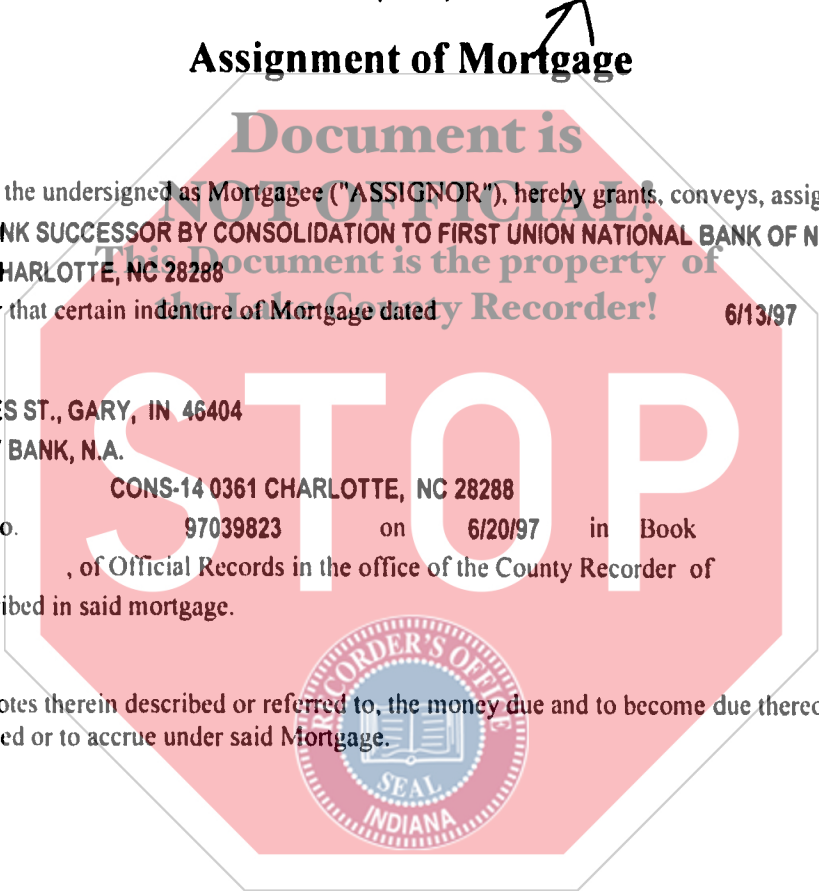 Assignment of Mortgage
Document is
the undersigned as Mortgagee ("ASSIGNOR"), hereby grants, conveys, assig
NOT OFFICIAL!
NK SUCCESSOR BY CONSOLIDATION TO FIRST UNION NATIONAL BANK OF N
This Document is the property of
HARLOTTE, NC 28288
the Lake County Recorder!
that certain indenture of Mortgage dated 6/13/97
S ST., GARY, IN 46404
BANK, N.A.
STOP
CONS-14 0361 CHARLOTTE, NC 28288
o. 97039823 on 6/20/97 in Book
, of Official Records in the office of the County Recorder of
ibed in said mortgage.
RECORDER'S OFFICE
otes therein described or referred to, the money due and to become due thereo
ed or to accrue under said Mortgage.
SEAL
INDIANA